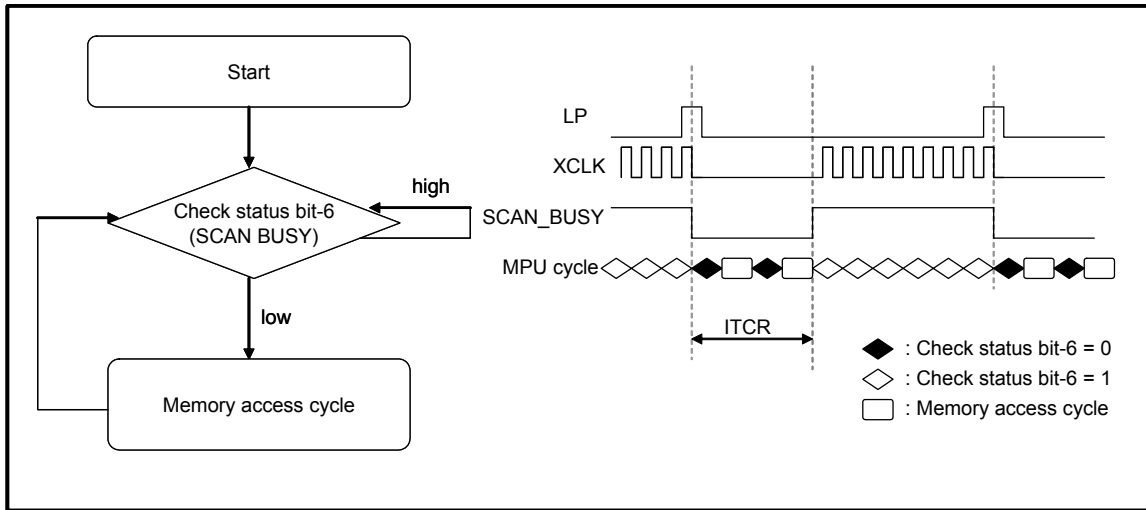 Start
high
Check status bit-6
(SCAN BUSY)
low
Memory access cycle
LP
XCLK
SCAN_BUSY
MPU cycle
ITCR
: Check status bit-6 = 0
: Check status bit-6 = 1
: Memory access cycle